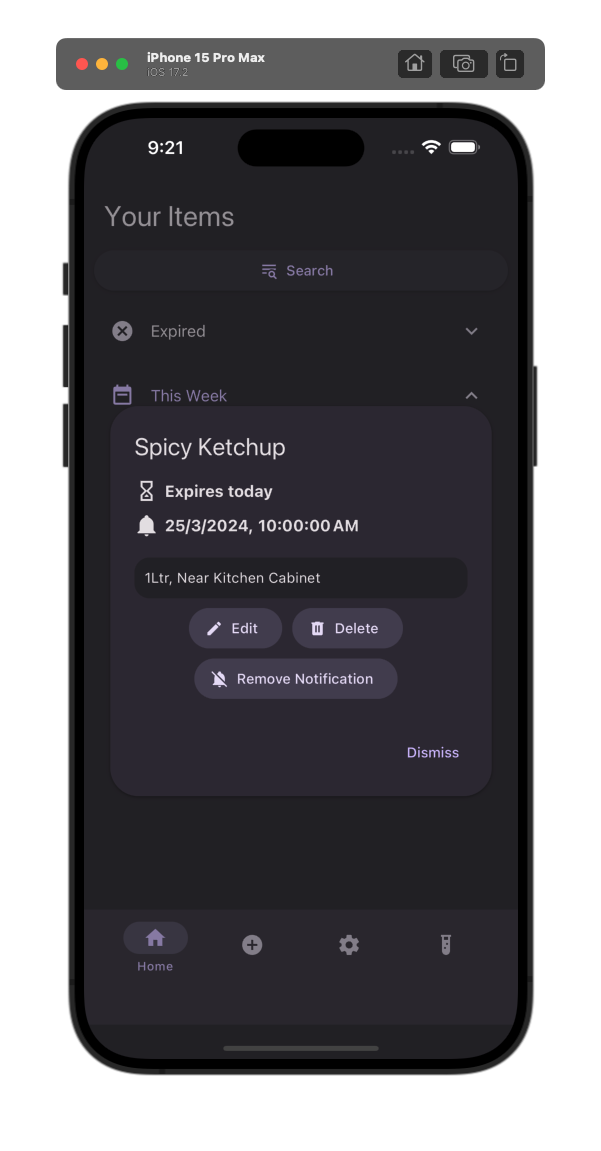 iPhone 15 Pro Max
iOS 17.2
9:21
Your Items
Search
Expired
This Week
Spicy Ketchup
Expires today
25/3/2024, 10:00:00 AM
1Ltr, Near Kitchen Cabinet
Edit
Delete
Remove Notification
Dismiss
Home